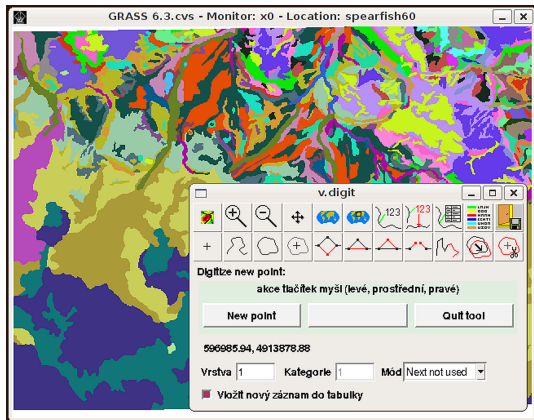 GRASS 6.3.cvs - Monitor: x0 - Location: spearfish60
v.digit
123 123
Digitize new point:
akce tlačítek myši (levé, prostřední, pravé)
New point Quit tool
596985.94, 4913878.88
Vrstva 1 Kategorie 1 Mód Next not used
Vložit nový záznam do tabulky